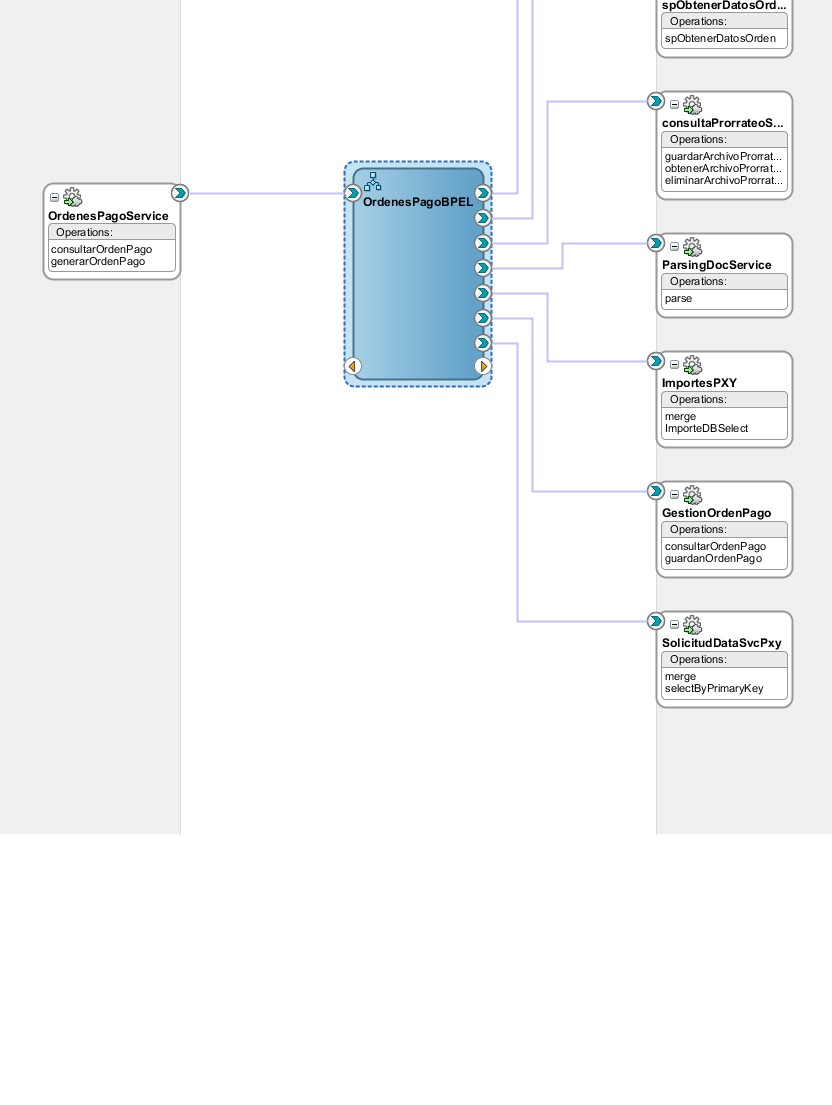 spObtenerDatosOrd...
Operations:
spObtenerDatosOrden
consultaProrrateoS...
Operations:
guardarArchivoProrrat...
obtenerArchivoProrrat...
eliminarArchivoProrrat...
OrdenesPagoService
Operations:
consultarOrdenPago
generarOrdenPago
OrdenesPagoBPEL
ParsingDocService
Operations:
parse
ImportesPXY
Operations:
merge
ImporteDBSelect
GestionOrdenPago
Operations:
consultarOrdenPago
guardanOrdenPago
SolicitudDataSvcPxy
Operations:
merge
selectByPrimaryKey